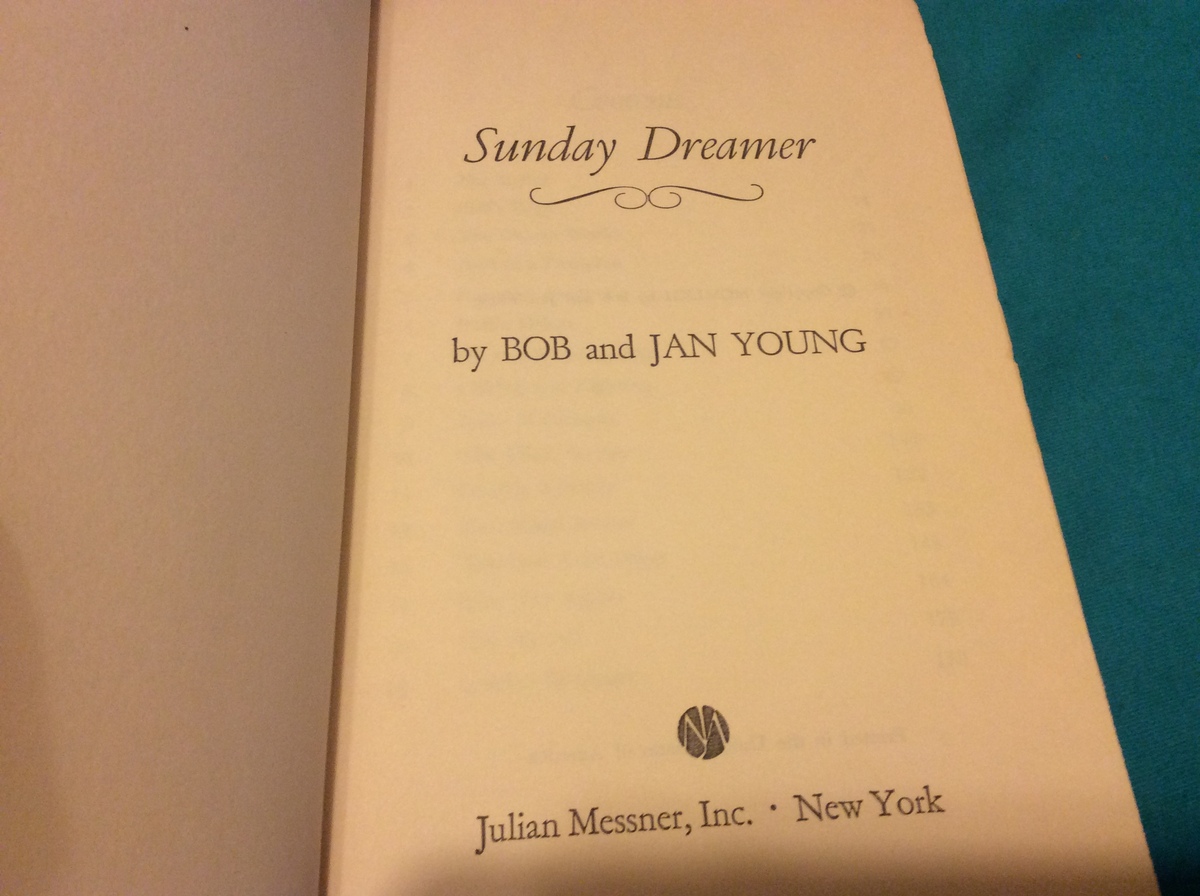 Sunday Dreamer
by BOB and JAN YOUNG
Julian Messner, Inc. · New York